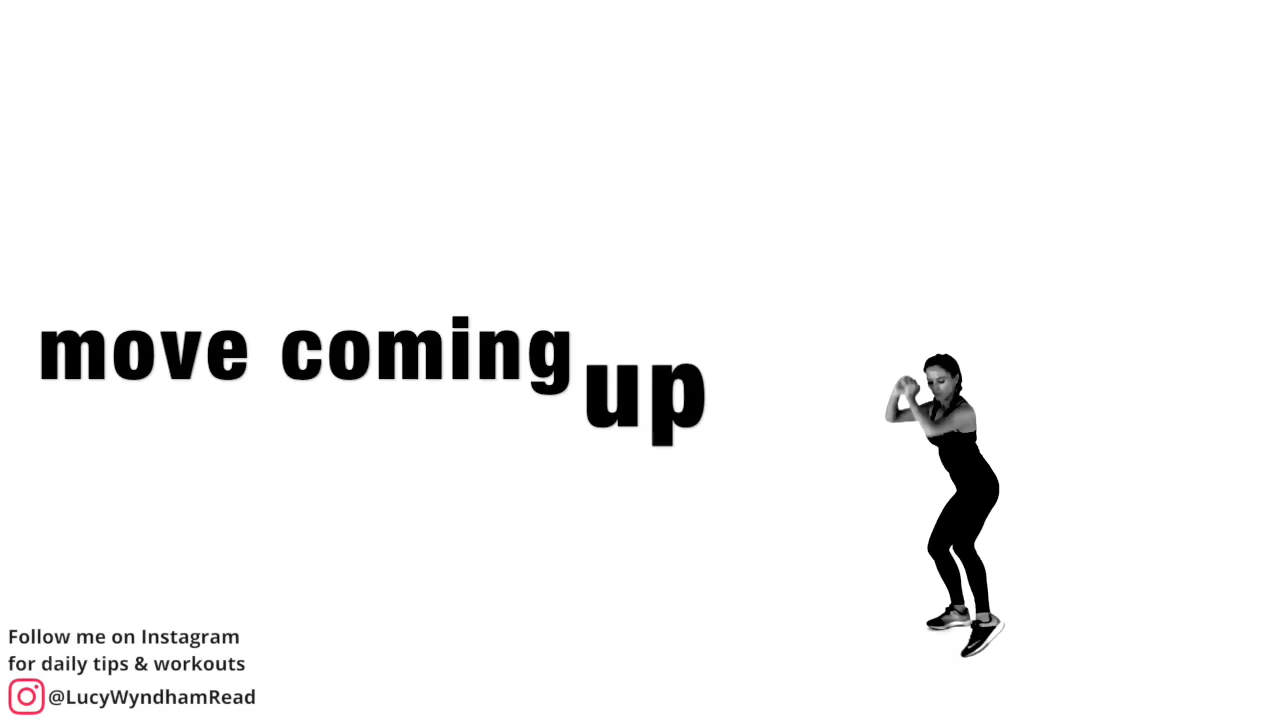 move coming up
Follow me on Instagram
for daily tips & workouts
@LucyWyndhamRead